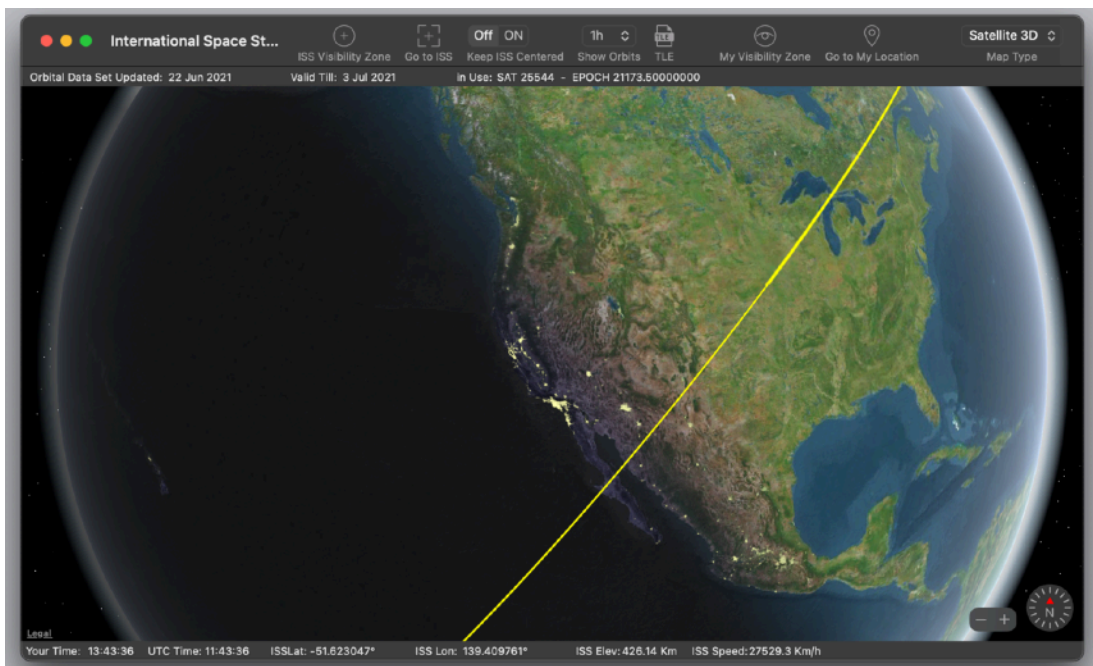 International Space St... Off ON 1h TLE Satellite 3D
ISS Visibility Zone Go to ISS Keep ISS Centered Show Orbits TLE My Visibility Zone Go to My Location Map Type
Orbital Data Set Updated: 22 Jun 2021 Valid Till: 3 Jul 2021 in Use: SAT 25544 - EPOCH 21173.50000000
N
Legal
Your Time: 13:43:36 UTC Time: 11:43:36 ISSLat: -51.623047° ISS Lon: 139.409761° ISS Elev: 426.14 Km ISS Speed: 27529.3 Km/h